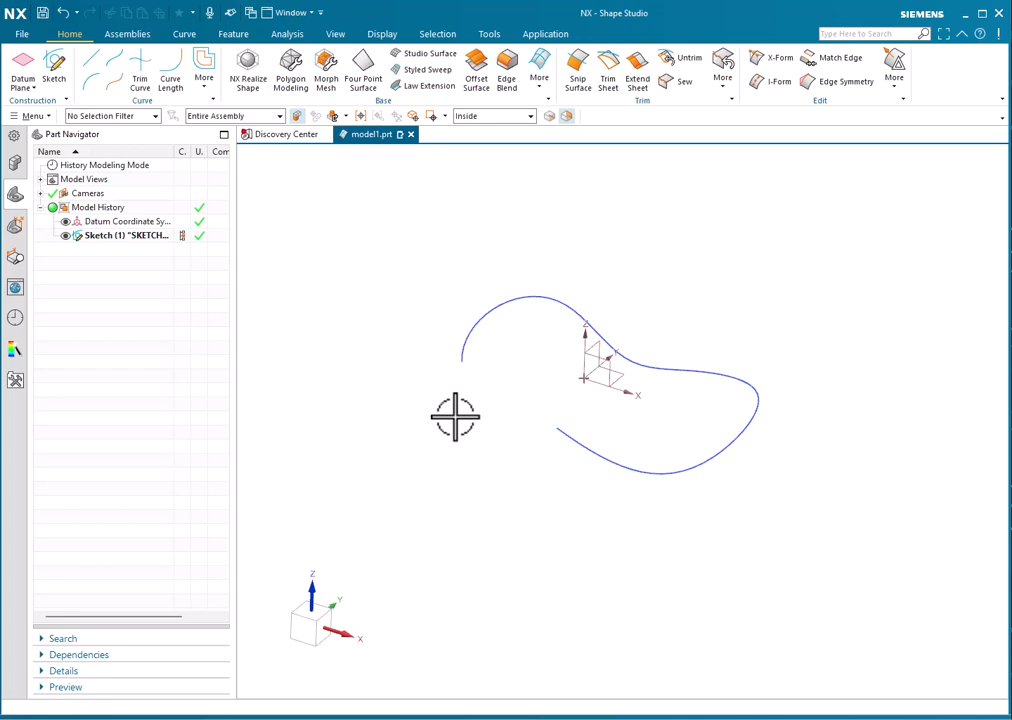 NX
Window
NX - Shape Studio
SIEMENS
File
Home
Assemblies
Curve
Feature
Analysis
View
Display
Selection
Tools
Application
Type Here to Search
Datum Plane
Sketch
Construction
Trim Curve
Curve Length
More
Curve
NX Realize Shape
Polygon Modeling
Morph Mesh
Four Point Surface
Studio Surface
Styled Sweep
Law Extension
Base
Offset Surface
Edge Blend
More
Snip Surface
Trim Sheet
Extend Sheet
Untrim
Sew
More
Trim
X-Form
I-Form
Match Edge
Edge Symmetry
More
Edit
Menu
No Selection Filter
Entire Assembly
Inside
Part Navigator
Discovery Center
model1.prt
Name
C.
U.
Com
History Modeling Mode
Model Views
Cameras
Model History
Datum Coordinate Sy...
Sketch (1) "SKETCH...
Z
Y
X
Z
Y
X
Search
Dependencies
Details
Preview